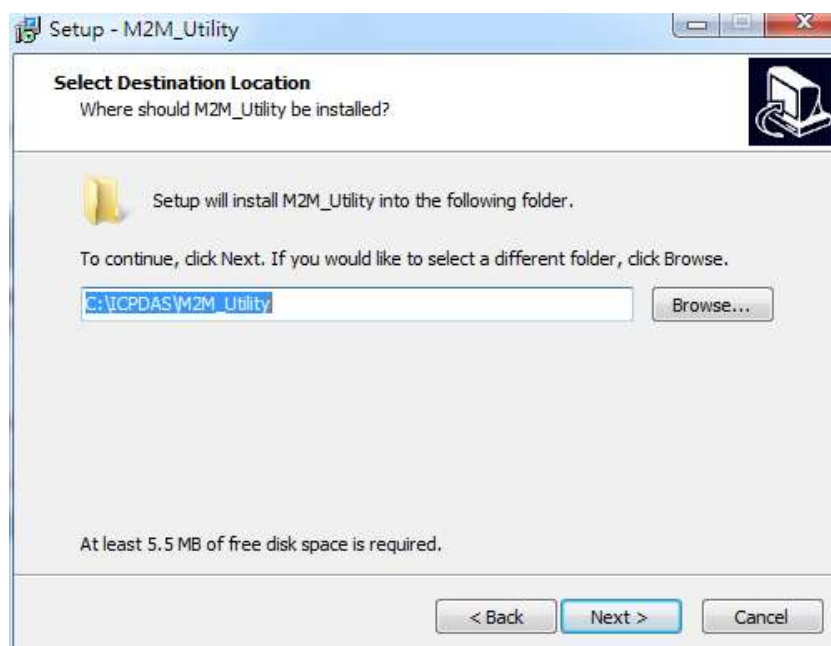 Setup - M2M_Utility
Select Destination Location
Where should M2M_Utility be installed?
Setup will install M2M_Utility into the following folder.
To continue, click Next. If you would like to select a different folder, click Browse.
C:\ICPDAS\M2M_Utility
Browse...
At least 5.5 MB of free disk space is required.
< Back
Next >
Cancel